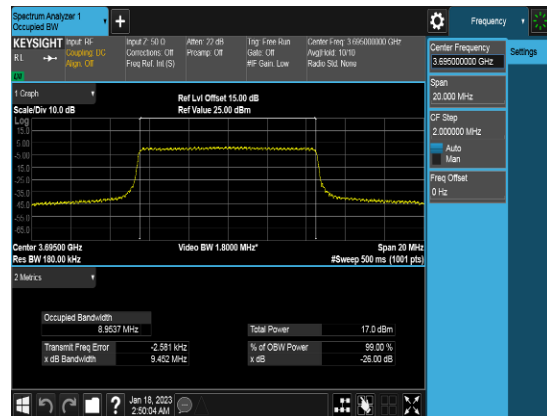 Spectrum Analyzer 1
Occupied BW
+
Frequency
KEYSIGHT
RL
Input: RF
Coupling: DC
Align: Off
Input Z: 50 Ω
Corrections: Off
Freq Ref: Int (S)
Atten: 22 dB
Preamp: Off
Trig: Free Run
Gate: Off
#IF Gain: Low
Center Freq: 3.695000000 GHz
Avg|Hold: 10/10
Radio Std: None
LU
Center Frequency
3.695000000 GHz
Settings
Span
20.000 MHz
CF Step
2.000000 MHz
Auto
Man
Freq Offset
0 Hz
1 Graph
Scale/Div 10.0 dB
Ref Lvl Offset 15.00 dB
Ref Value 25.00 dBm
Log
15.0
5.00
-5.00
-15.0
-25.0
-35.0
-45.0
-55.0
-65.0
Center 3.69500 GHz
Video BW 1.8000 MHz*
Span 20 MHz
Res BW 180.00 kHz
#Sweep 500 ms (1001 pts)
2 Metrics
Occupied Bandwidth
8.9537 MHz
Total Power 17.0 dBm
Transmit Freq Error -2.581 kHz
% of OBW Power 99.00 %
x dB Bandwidth 9.452 MHz
x dB -26.00 dB
?
Jan 18, 2023
2:50:04 AM